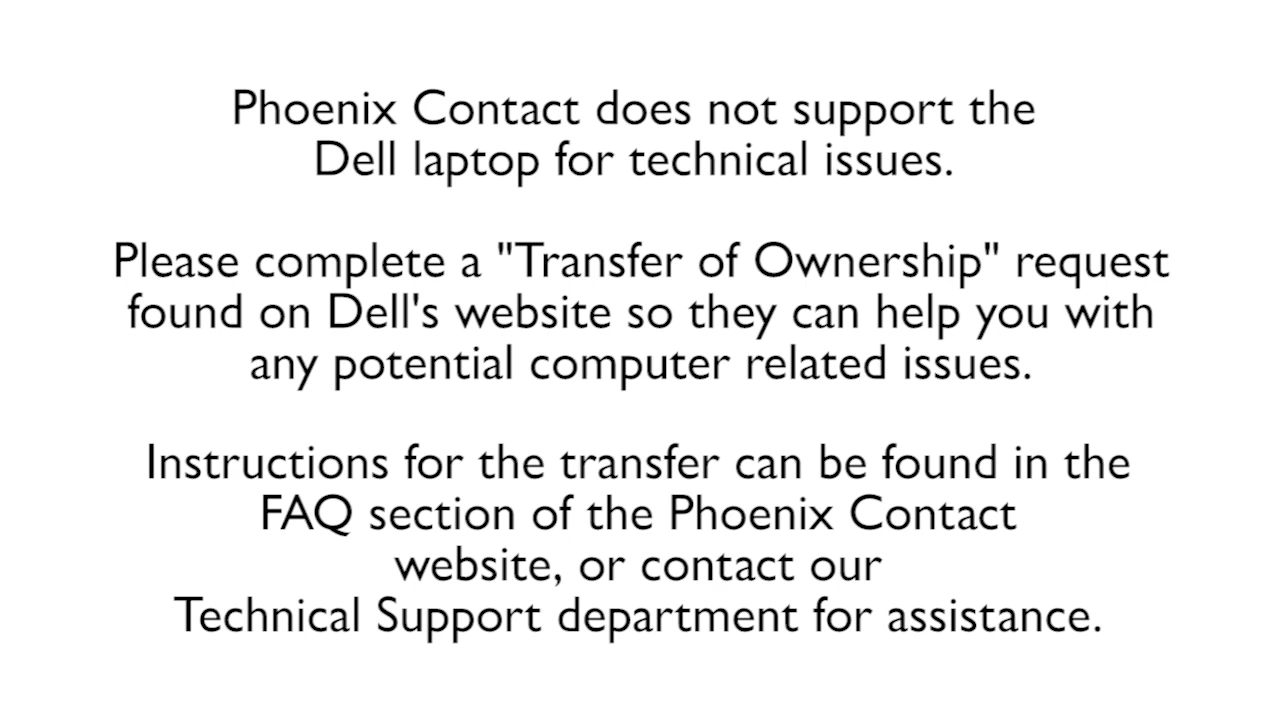 Phoenix Contact does not support the
Dell laptop for technical issues.
Please complete a "Transfer of Ownership" request
found on Dell's website so they can help you with
any potential computer related issues.
Instructions for the transfer can be found in the
FAQ section of the Phoenix Contact
website, or contact our
Technical Support department for assistance.